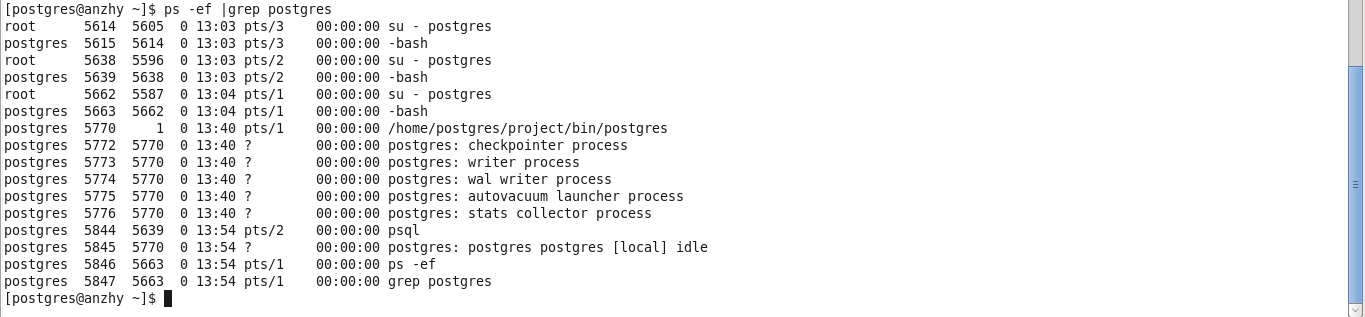 [postgres@anzhy ~]$ ps -ef |grep postgres
root      5614  5605  0 13:03 pts/3    00:00:00 su - postgres
postgres  5615  5614  0 13:03 pts/3    00:00:00 -bash
root      5638  5596  0 13:03 pts/2    00:00:00 su - postgres
postgres  5639  5638  0 13:03 pts/2    00:00:00 -bash
root      5662  5587  0 13:04 pts/1    00:00:00 su - postgres
postgres  5663  5662  0 13:04 pts/1    00:00:00 -bash
postgres  5770     1  0 13:40 pts/1    00:00:00 /home/postgres/project/bin/postgres
postgres  5772  5770  0 13:40 ?        00:00:00 postgres: checkpointer process
postgres  5773  5770  0 13:40 ?        00:00:00 postgres: writer process
postgres  5774  5770  0 13:40 ?        00:00:00 postgres: wal writer process
postgres  5775  5770  0 13:40 ?        00:00:00 postgres: autovacuum launcher process
postgres  5776  5770  0 13:40 ?        00:00:00 postgres: stats collector process
postgres  5844  5639  0 13:54 pts/2    00:00:00 psql
postgres  5845  5770  0 13:54 ?        00:00:00 postgres: postgres postgres [local] idle
postgres  5846  5663  0 13:54 pts/1    00:00:00 ps -ef
postgres  5847  5663  0 13:54 pts/1    00:00:00 grep postgres
[postgres@anzhy ~]$